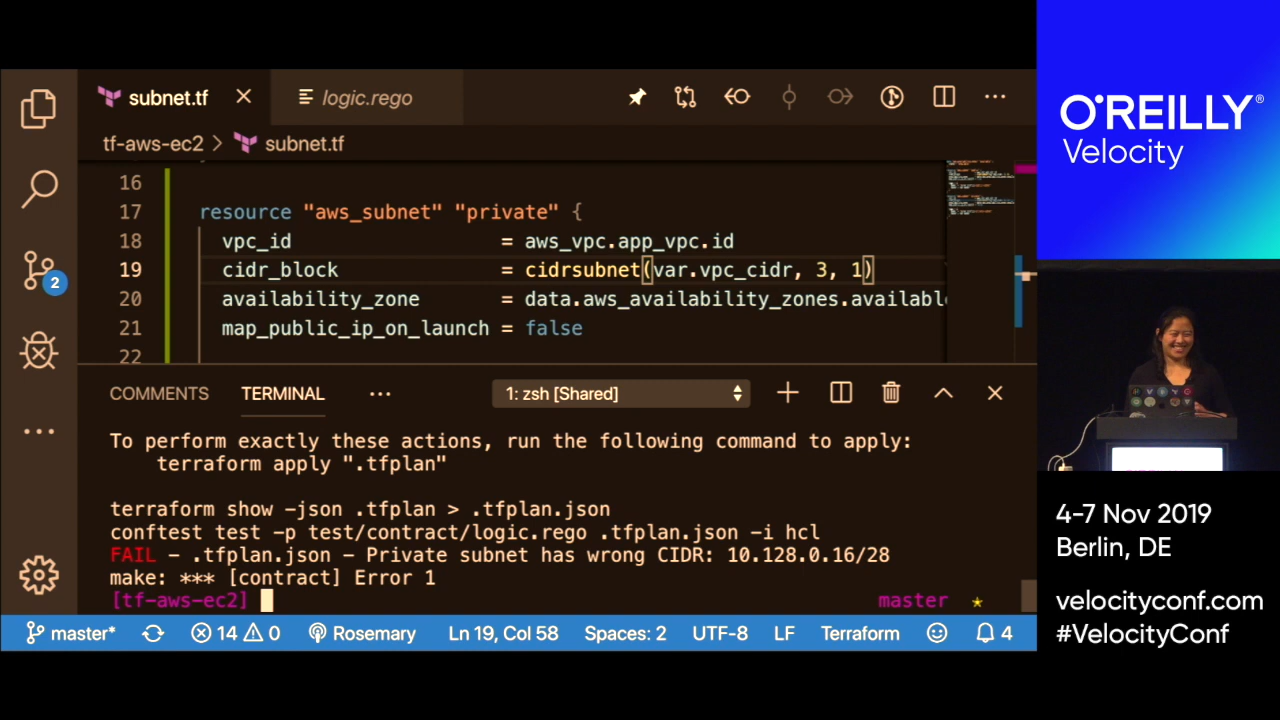 subnet.tf
logic.rego
tf-aws-ec2 > subnet.tf
16
17 resource "aws_subnet" "private" {
18 vpc_id = aws_vpc.app_vpc.id
19 cidr_block = cidrsubnet(var.vpc_cidr, 3, 1)
20 availability_zone = data.aws_availability_zones.available
21 map_public_ip_on_launch = false
22
2
COMMENTS TERMINAL ... 1: zsh [Shared]
To perform exactly these actions, run the following command to apply:
terraform apply ".tfplan"
terraform show -json .tfplan > .tfplan.json
conftest test -p test/contract/logic.rego .tfplan.json -i hcl
FAIL - .tfplan.json - Private subnet has wrong CIDR: 10.128.0.16/28
make: *** [contract] Error 1
[tf-aws-ec2] master
master* 14 0 Rosemary Ln 19, Col 58 Spaces: 2 UTF-8 LF Terraform 4
O'REILLY®
Velocity
4-7 Nov 2019
Berlin, DE
velocityconf.com
#VelocityConf